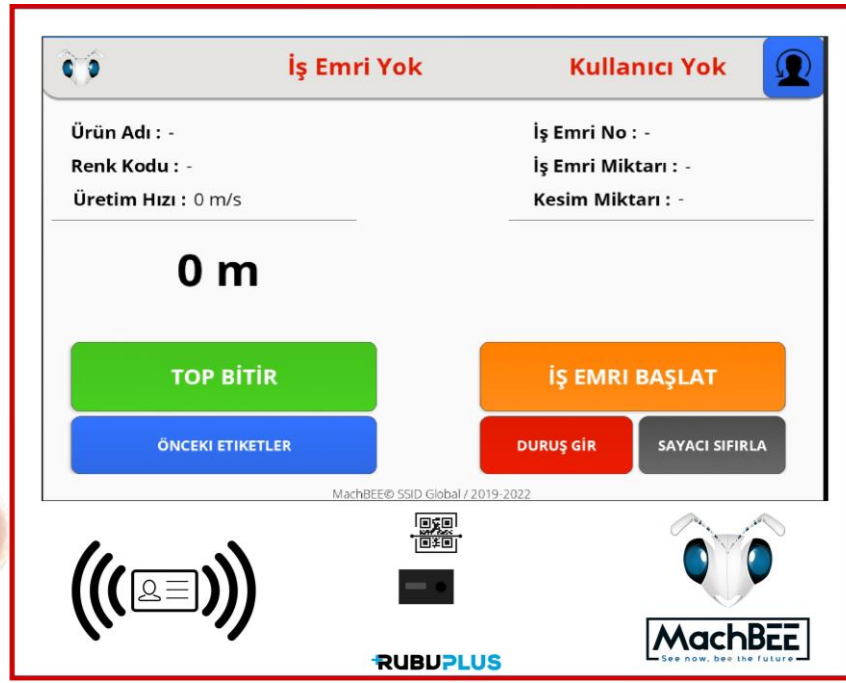 İş Emri Yok
Kullanıcı Yok
Ürün Adı : -
Renk Kodu : -
Üretim Hızı : 0 m/s
İş Emri No : -
İş Emri Miktarı : -
Kesim Miktarı : -
0 m
TOP BİTİR
İŞ EMRI BAŞLAT
ÖNCEKI ETIKETLER
DURUŞ GİR
SAYACI SIFIRLA
MachBEE© SSID Global / 2019-2022
RUBUPLUS
MachBEE
See now, bee the future